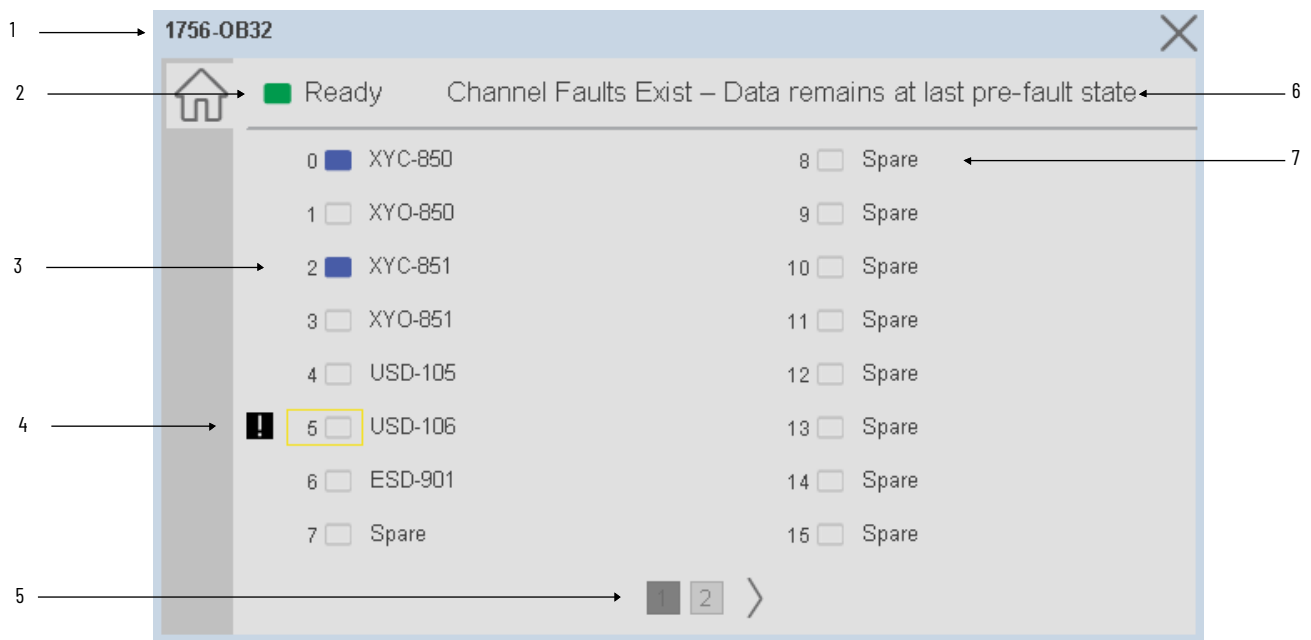 1 1756-OB32
2 Ready Channel Faults Exist – Data remains at last pre-fault state 6
0 XYC-850 8 Spare 7
1 XYO-850 9 Spare
3 2 XYC-851 10 Spare
3 XYO-851 11 Spare
4 USD-105 12 Spare
4 ! 5 USD-106 13 Spare
6 ESD-901 14 Spare
7 Spare 15 Spare
5 1 2